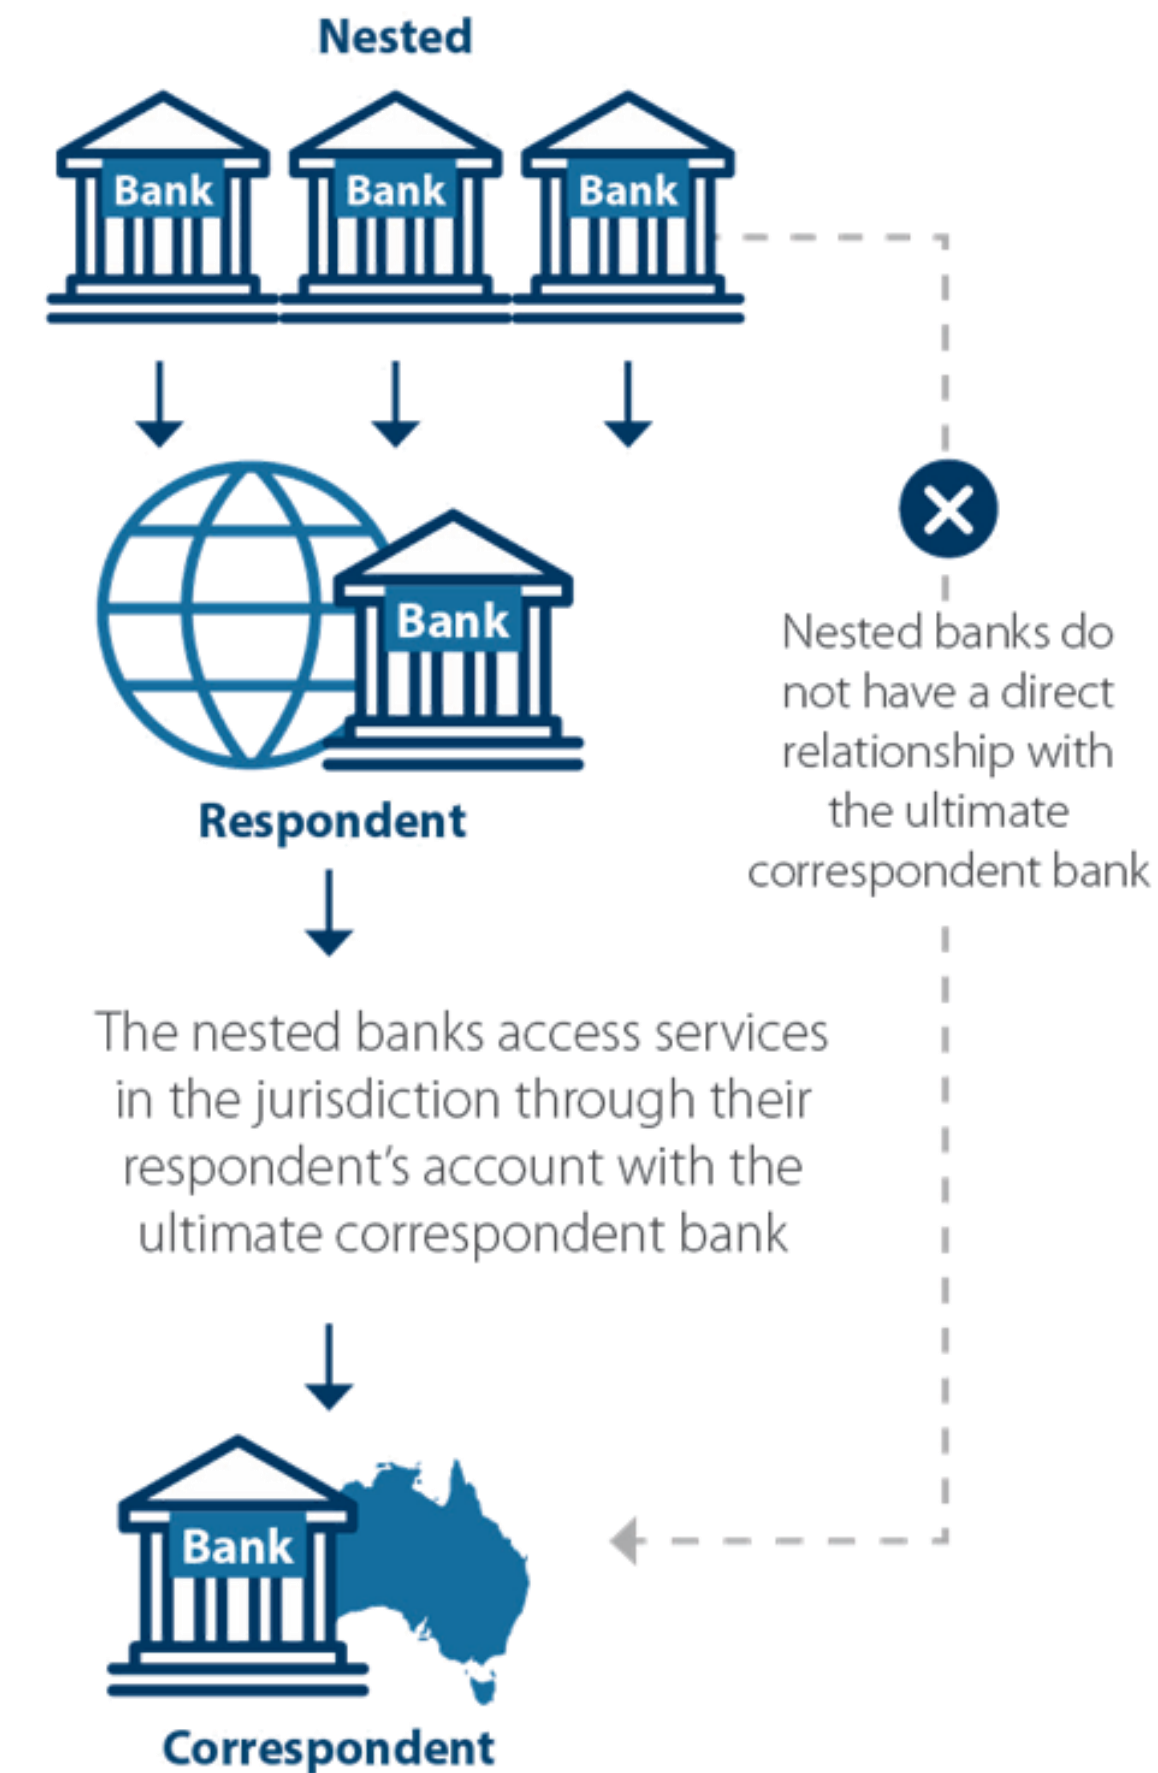 Nested
Bank
Bank
Bank
Bank
Respondent
Nested banks do
not have a direct
relationship with
the ultimate
correspondent bank
The nested banks access services
in the jurisdiction through their
respondent’s account with the
ultimate correspondent bank
Bank
Correspondent